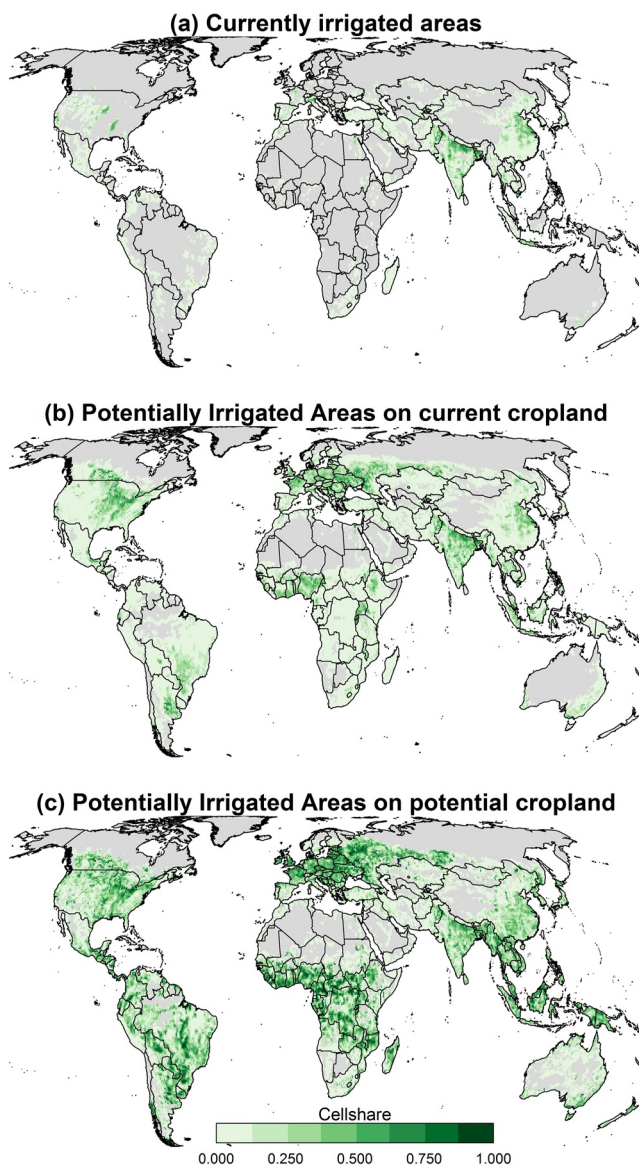 (a) Currently irrigated areas
(b) Potentially Irrigated Areas on current cropland
(c) Potentially Irrigated Areas on potential cropland
Cellshare
0.000 0.250 0.500 0.750 1.000